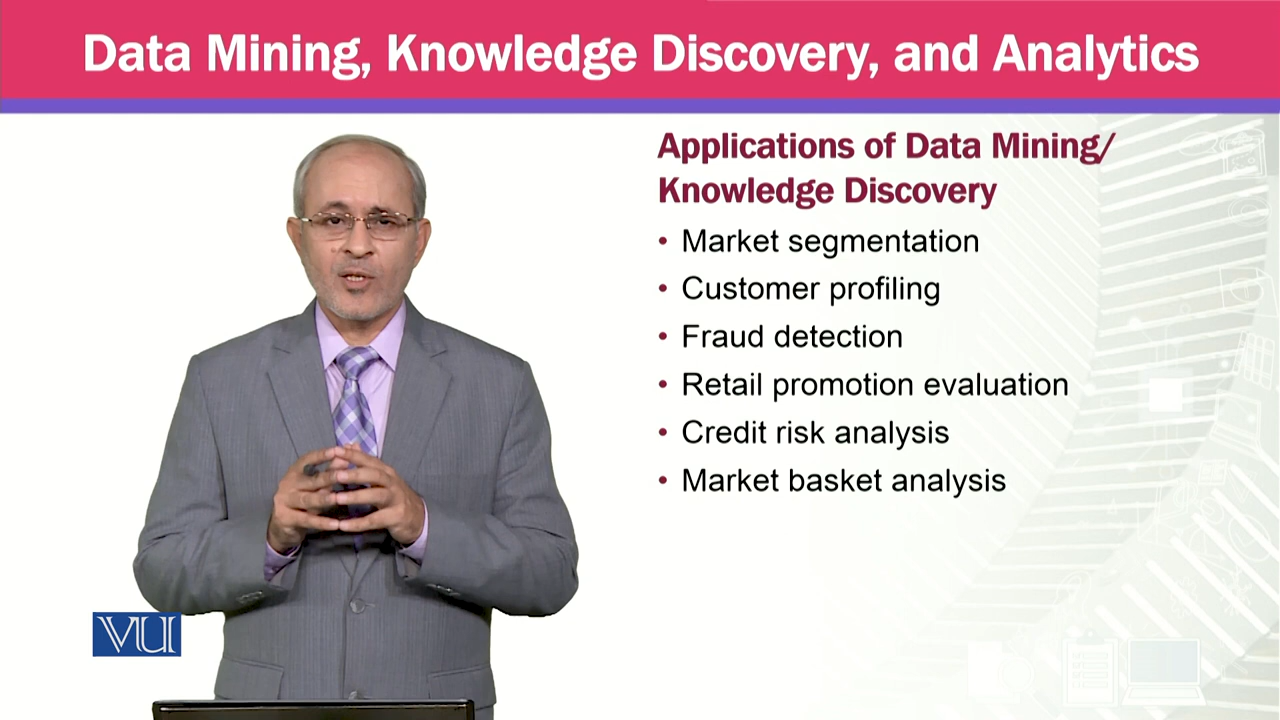 Data Mining, Knowledge Discovery, and Analytics
Applications of Data Mining/
Knowledge Discovery
• Market segmentation
• Customer profiling
• Fraud detection
• Retail promotion evaluation
• Credit risk analysis
• Market basket analysis
VU